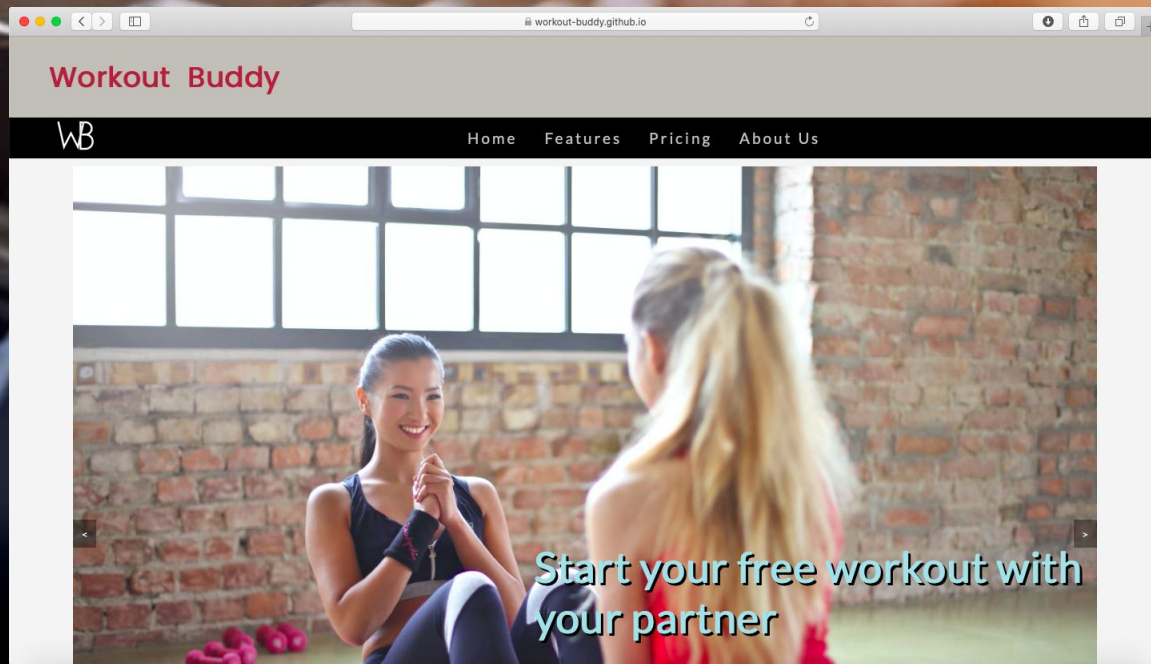 workout-buddy.github.io
Workout Buddy
WB
Home Features Pricing About Us
<
>
Start your free workout with
your partner